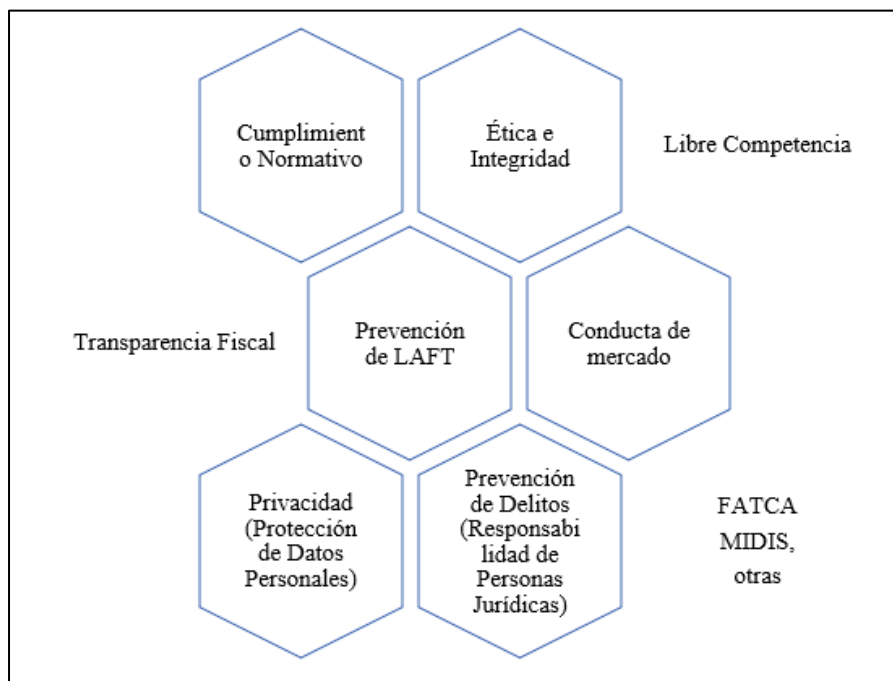 Cumplimient
o Normativo
Ética e
Integridad
Libre Competencia
Transparencia Fiscal
Prevención
de LAFT
Conducta de
mercado
Privacidad
(Protección
de Datos
Personales)
Prevención
de Delitos
(Responsabi
lidad de
Personas
Jurídicas)
FATCA
MIDIS,
otras